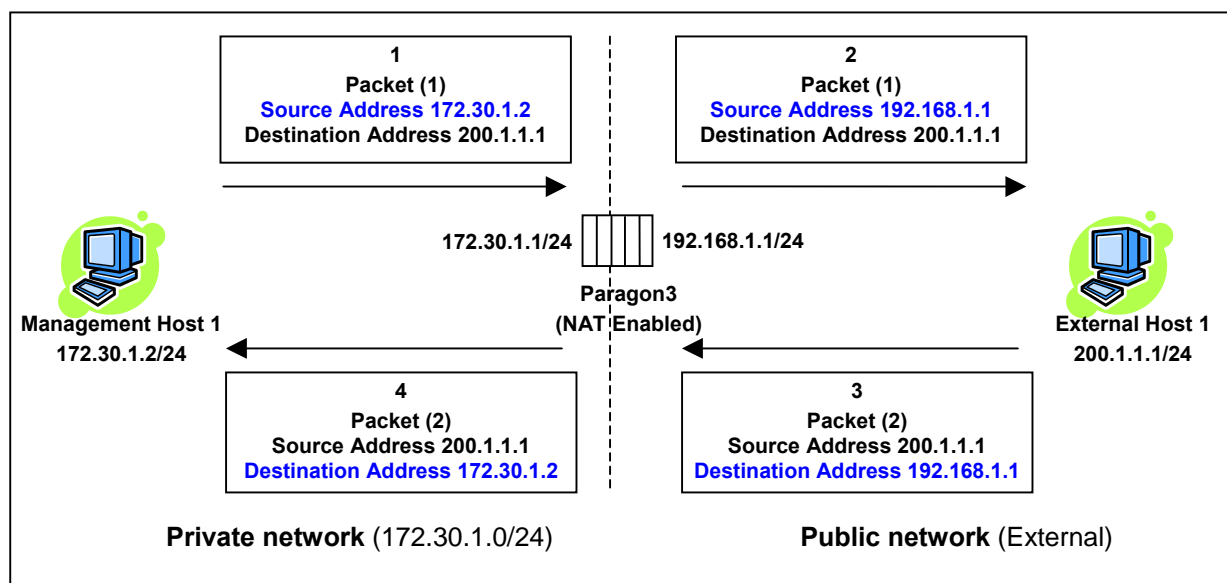 1
Packet (1)
Source Address 172.30.1.2
Destination Address 200.1.1.1
2
Packet (1)
Source Address 192.168.1.1
Destination Address 200.1.1.1
172.30.1.1/24
192.168.1.1/24
Paragon3
(NAT Enabled)
Management Host 1
172.30.1.2/24
External Host 1
200.1.1.1/24
4
Packet (2)
Source Address 200.1.1.1
Destination Address 172.30.1.2
3
Packet (2)
Source Address 200.1.1.1
Destination Address 192.168.1.1
Private network (172.30.1.0/24)
Public network (External)